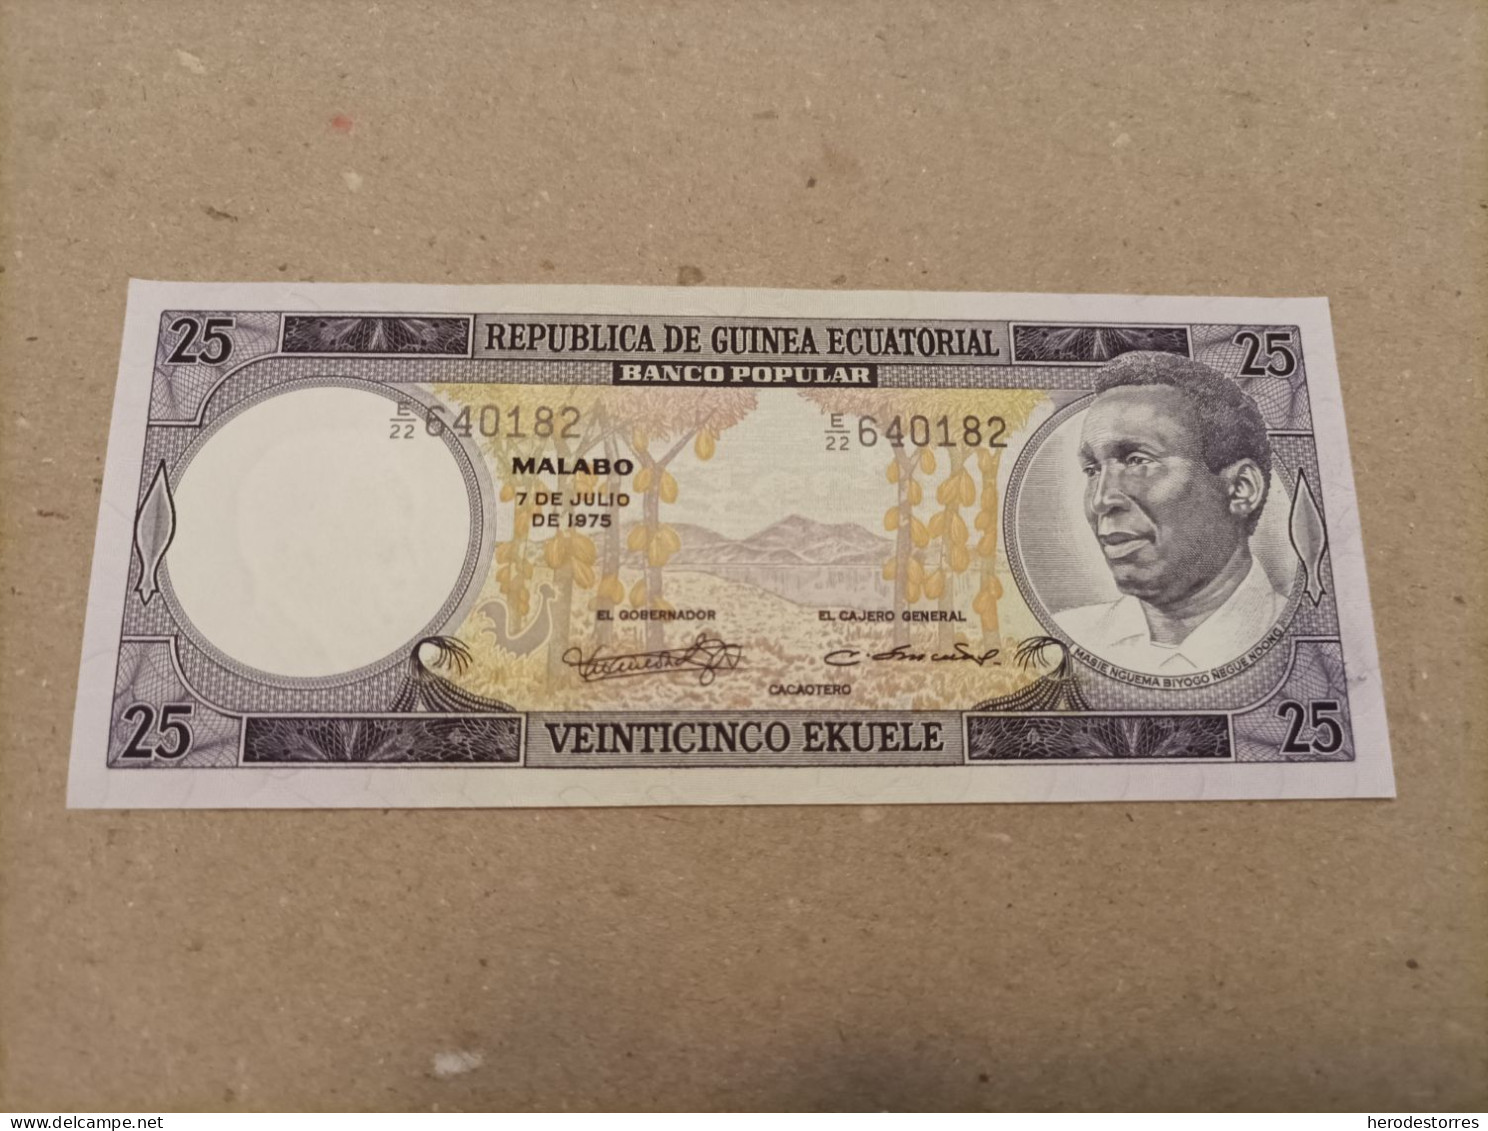 25
REPUBLICA DE GUINEA ECUATORIAL
25
BANCO POPULAR
E/22 640182
E/22 640182
MALABO
7 DE JULIO
DE 1975
EL GOBERNADOR
EL CAJERO GENERAL
MASIE NGUEMA BIYOGO ÑEGUE NDONG
CACAOTERO
25
VEINTICINCO EKUELE
25
www.delcampe.net
herodestorres